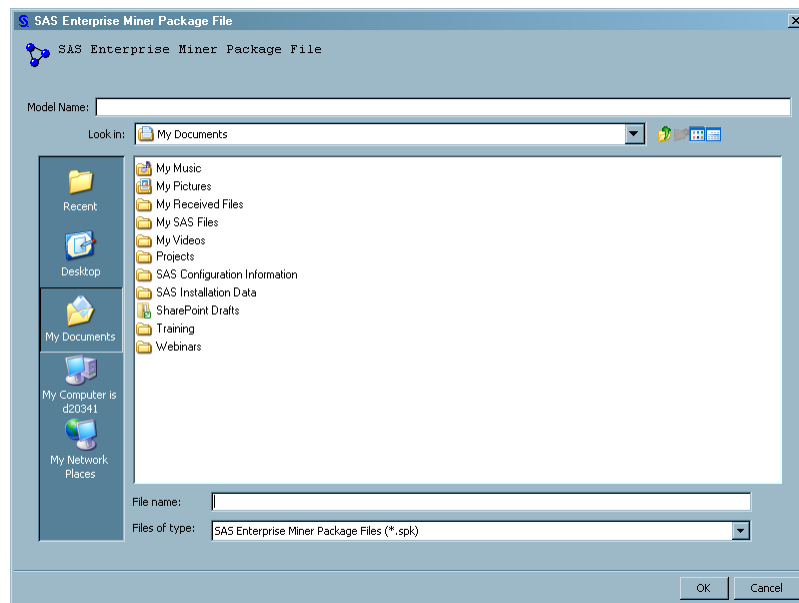 SAS Enterprise Miner Package File
SAS Enterprise Miner Package File
Model Name:
Look in: My Documents
Recent
Desktop
My Documents
My Computer is
d20341
My Network
Places
My Music
My Pictures
My Received Files
My SAS Files
My Videos
Projects
SAS Configuration Information
SAS Installation Data
SharePoint Drafts
Training
Webinars
File name:
Files of type: SAS Enterprise Miner Package Files (*.spk)
OK Cancel